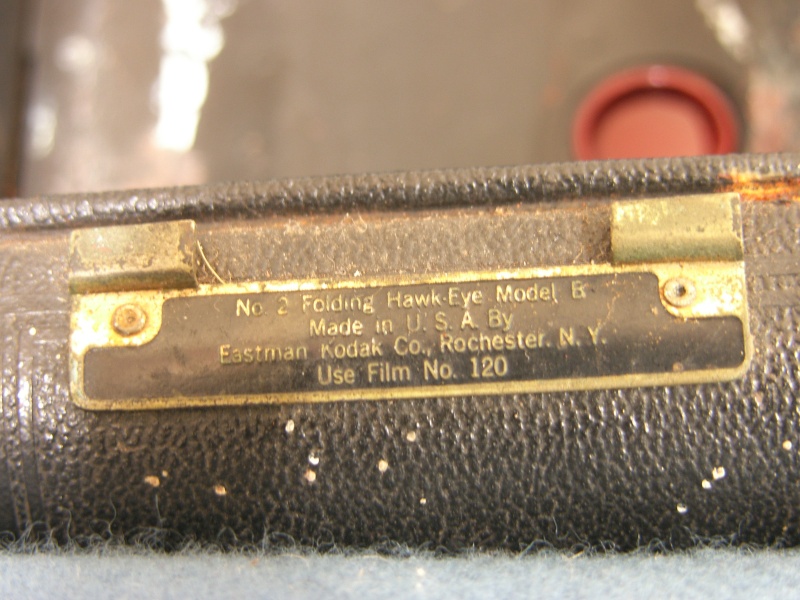 No 2 Folding Hawk-Eye Model B
Made in U. S. A. By
Eastman Kodak Co., Rochester. N. Y.
Use Film No. 120